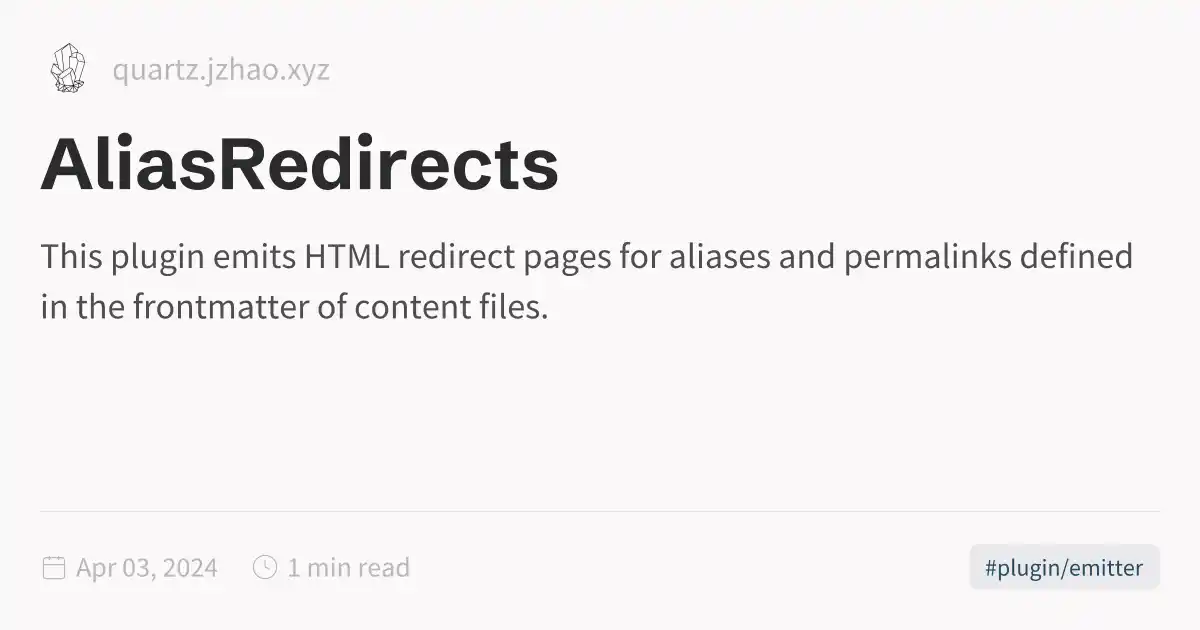 quartz.jzhao.xyz
AliasRedirects
This plugin emits HTML redirect pages for aliases and permalinks defined
in the frontmatter of content files.
Apr 03, 2024
1 min read
#plugin/emitter